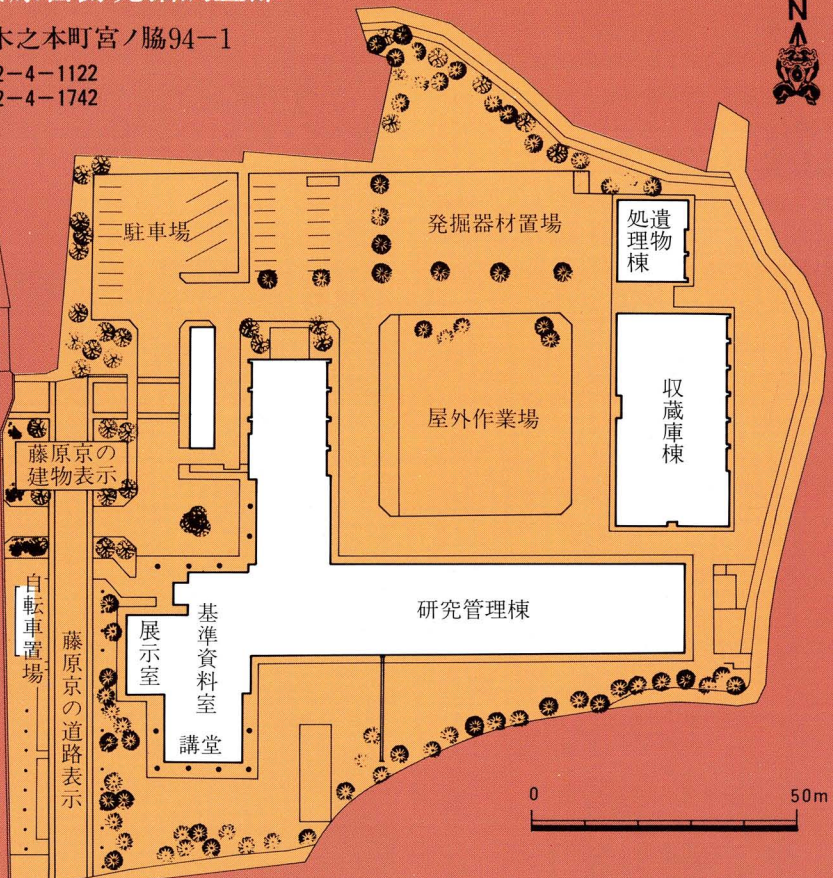 木之本町宮ノ脇94-1
2-4-1122
2-4-1742
N
駐車場
発掘器材置場
遺物
処理棟
収蔵庫棟
屋外作業場
藤原京の
建物表示
自転車置場
藤原京の道路表示
展示室
基準資料室
講堂
研究管理棟
0 50m